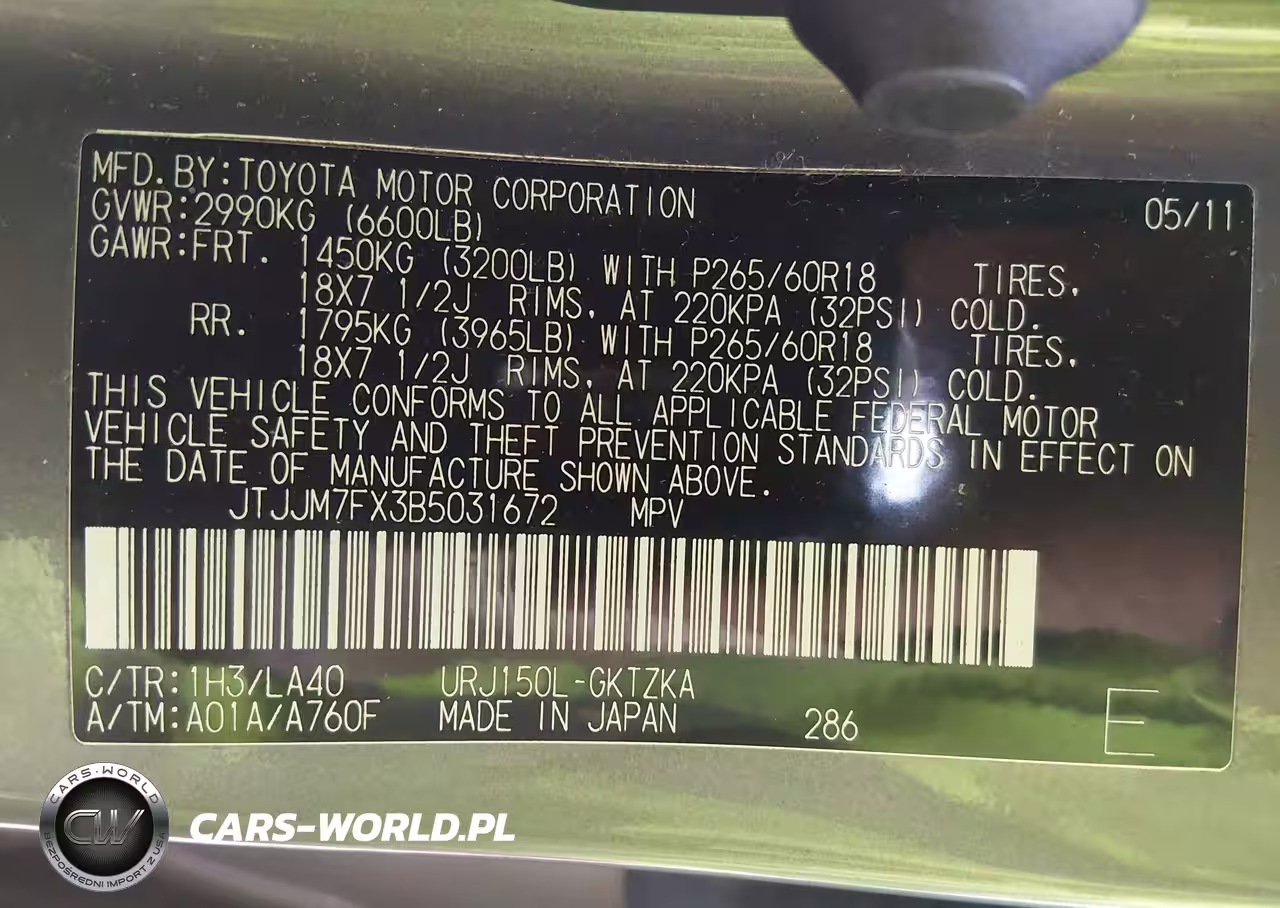 MFD.BY:TOYOTA MOTOR CORPORATION 05/11
GVWR:2990KG (6600LB)
GAWR:FRT. 1450KG (3200LB) WITH P265/60R18 TIRES,
18X7 1/2J RIMS, AT 220KPA (32PSI) COLD.
RR. 1795KG (3965LB) WITH P265/60R18 TIRES,
18X7 1/2J RIMS, AT 220KPA (32PSI) COLD.
THIS VEHICLE CONFORMS TO ALL APPLICABLE FEDERAL MOTOR
VEHICLE SAFETY AND THEFT PREVENTION STANDARDS IN EFFECT ON
THE DATE OF MANUFACTURE SHOWN ABOVE.
JTJJM7FX3B5031672 MPV
C/TR:1H3/LA40 URJ150L-GKTZKA
A/TM:A01A/A760F MADE IN JAPAN 286 E
CARS-WORLD
CW
BEZPOŚREDNI IMPORT Z USA
CARS-WORLD.PL